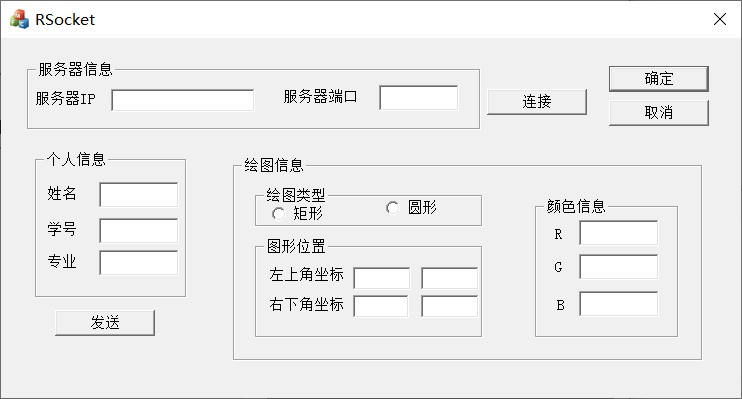 RSocket
服务器信息
服务器IP
服务器端口
连接
确定
取消
个人信息
姓名
学号
专业
发送
绘图信息
绘图类型
矩形
圆形
图形位置
左上角坐标
右下角坐标
颜色信息
R
G
B